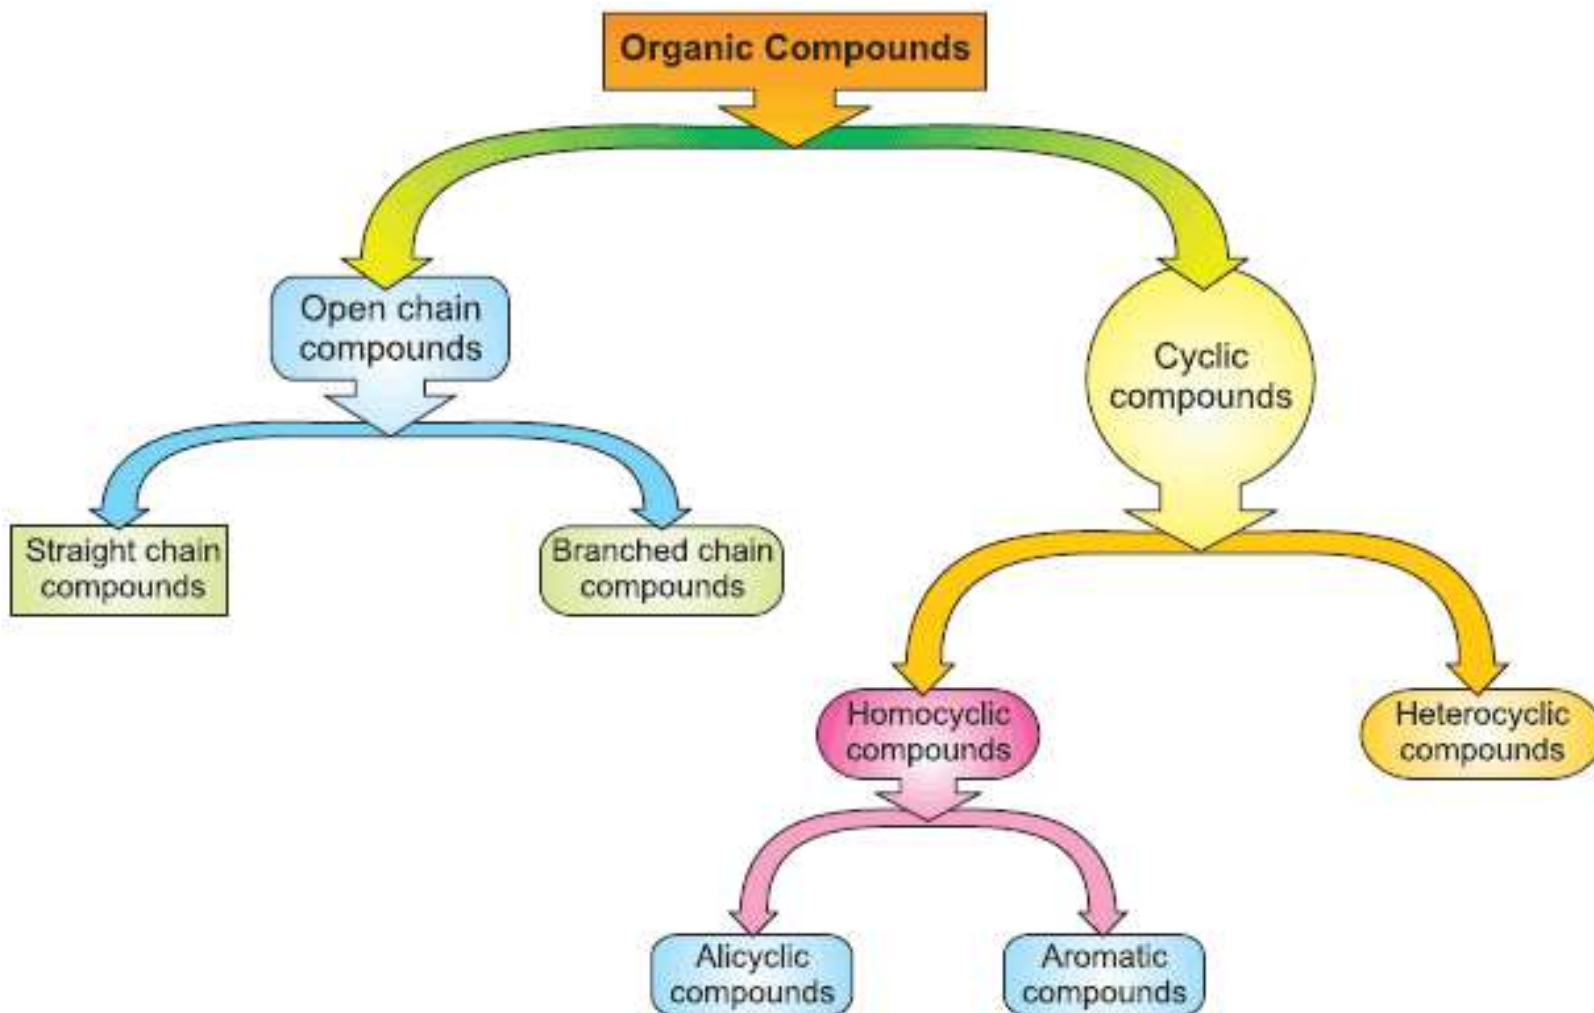 Organic Compounds
Open chain
compounds
Cyclic
compounds
Straight chain
compounds
Branched chain
compounds
Homocyclic
compounds
Heterocyclic
compounds
Alicyclic
compounds
Aromatic
compounds